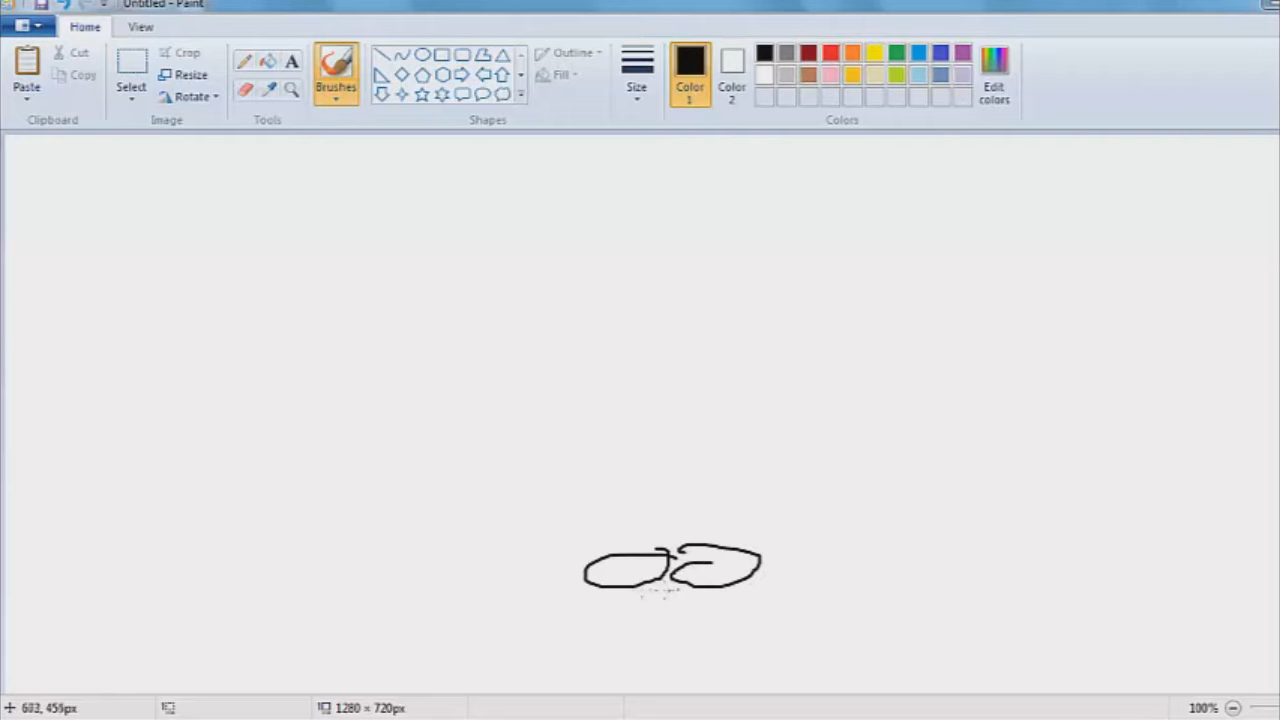 Untitled - Paint
Home View
Paste
Cut
Copy
Clipboard
Select
Crop
Resize
Rotate
Image
A
Tools
Brushes
Shapes
Outline
Fill
Size
Color 1
Color 2
Colors
Edit colors
1280 × 720px
100%